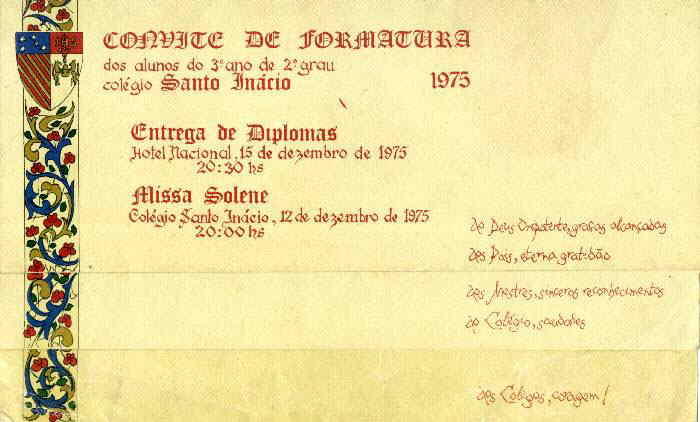 CONVITE DE FORMATURA
dos alunos do 3º ano de 2º grau
colégio Santo Inácio 1975
Entrega de Diplomas
Hotel Nacional, 15 de dezembro de 1975
20:30 hs
Missa Solene
Colégio Santo Inácio, 12 de dezembro de 1975
20:00 hs
ao Deus Onipotente, graças alcançadas
aos Pais, eterna gratidão
aos Mestres, sinceros reconhecimentos
ao Colégio, saudades
aos Colegas, coragem!